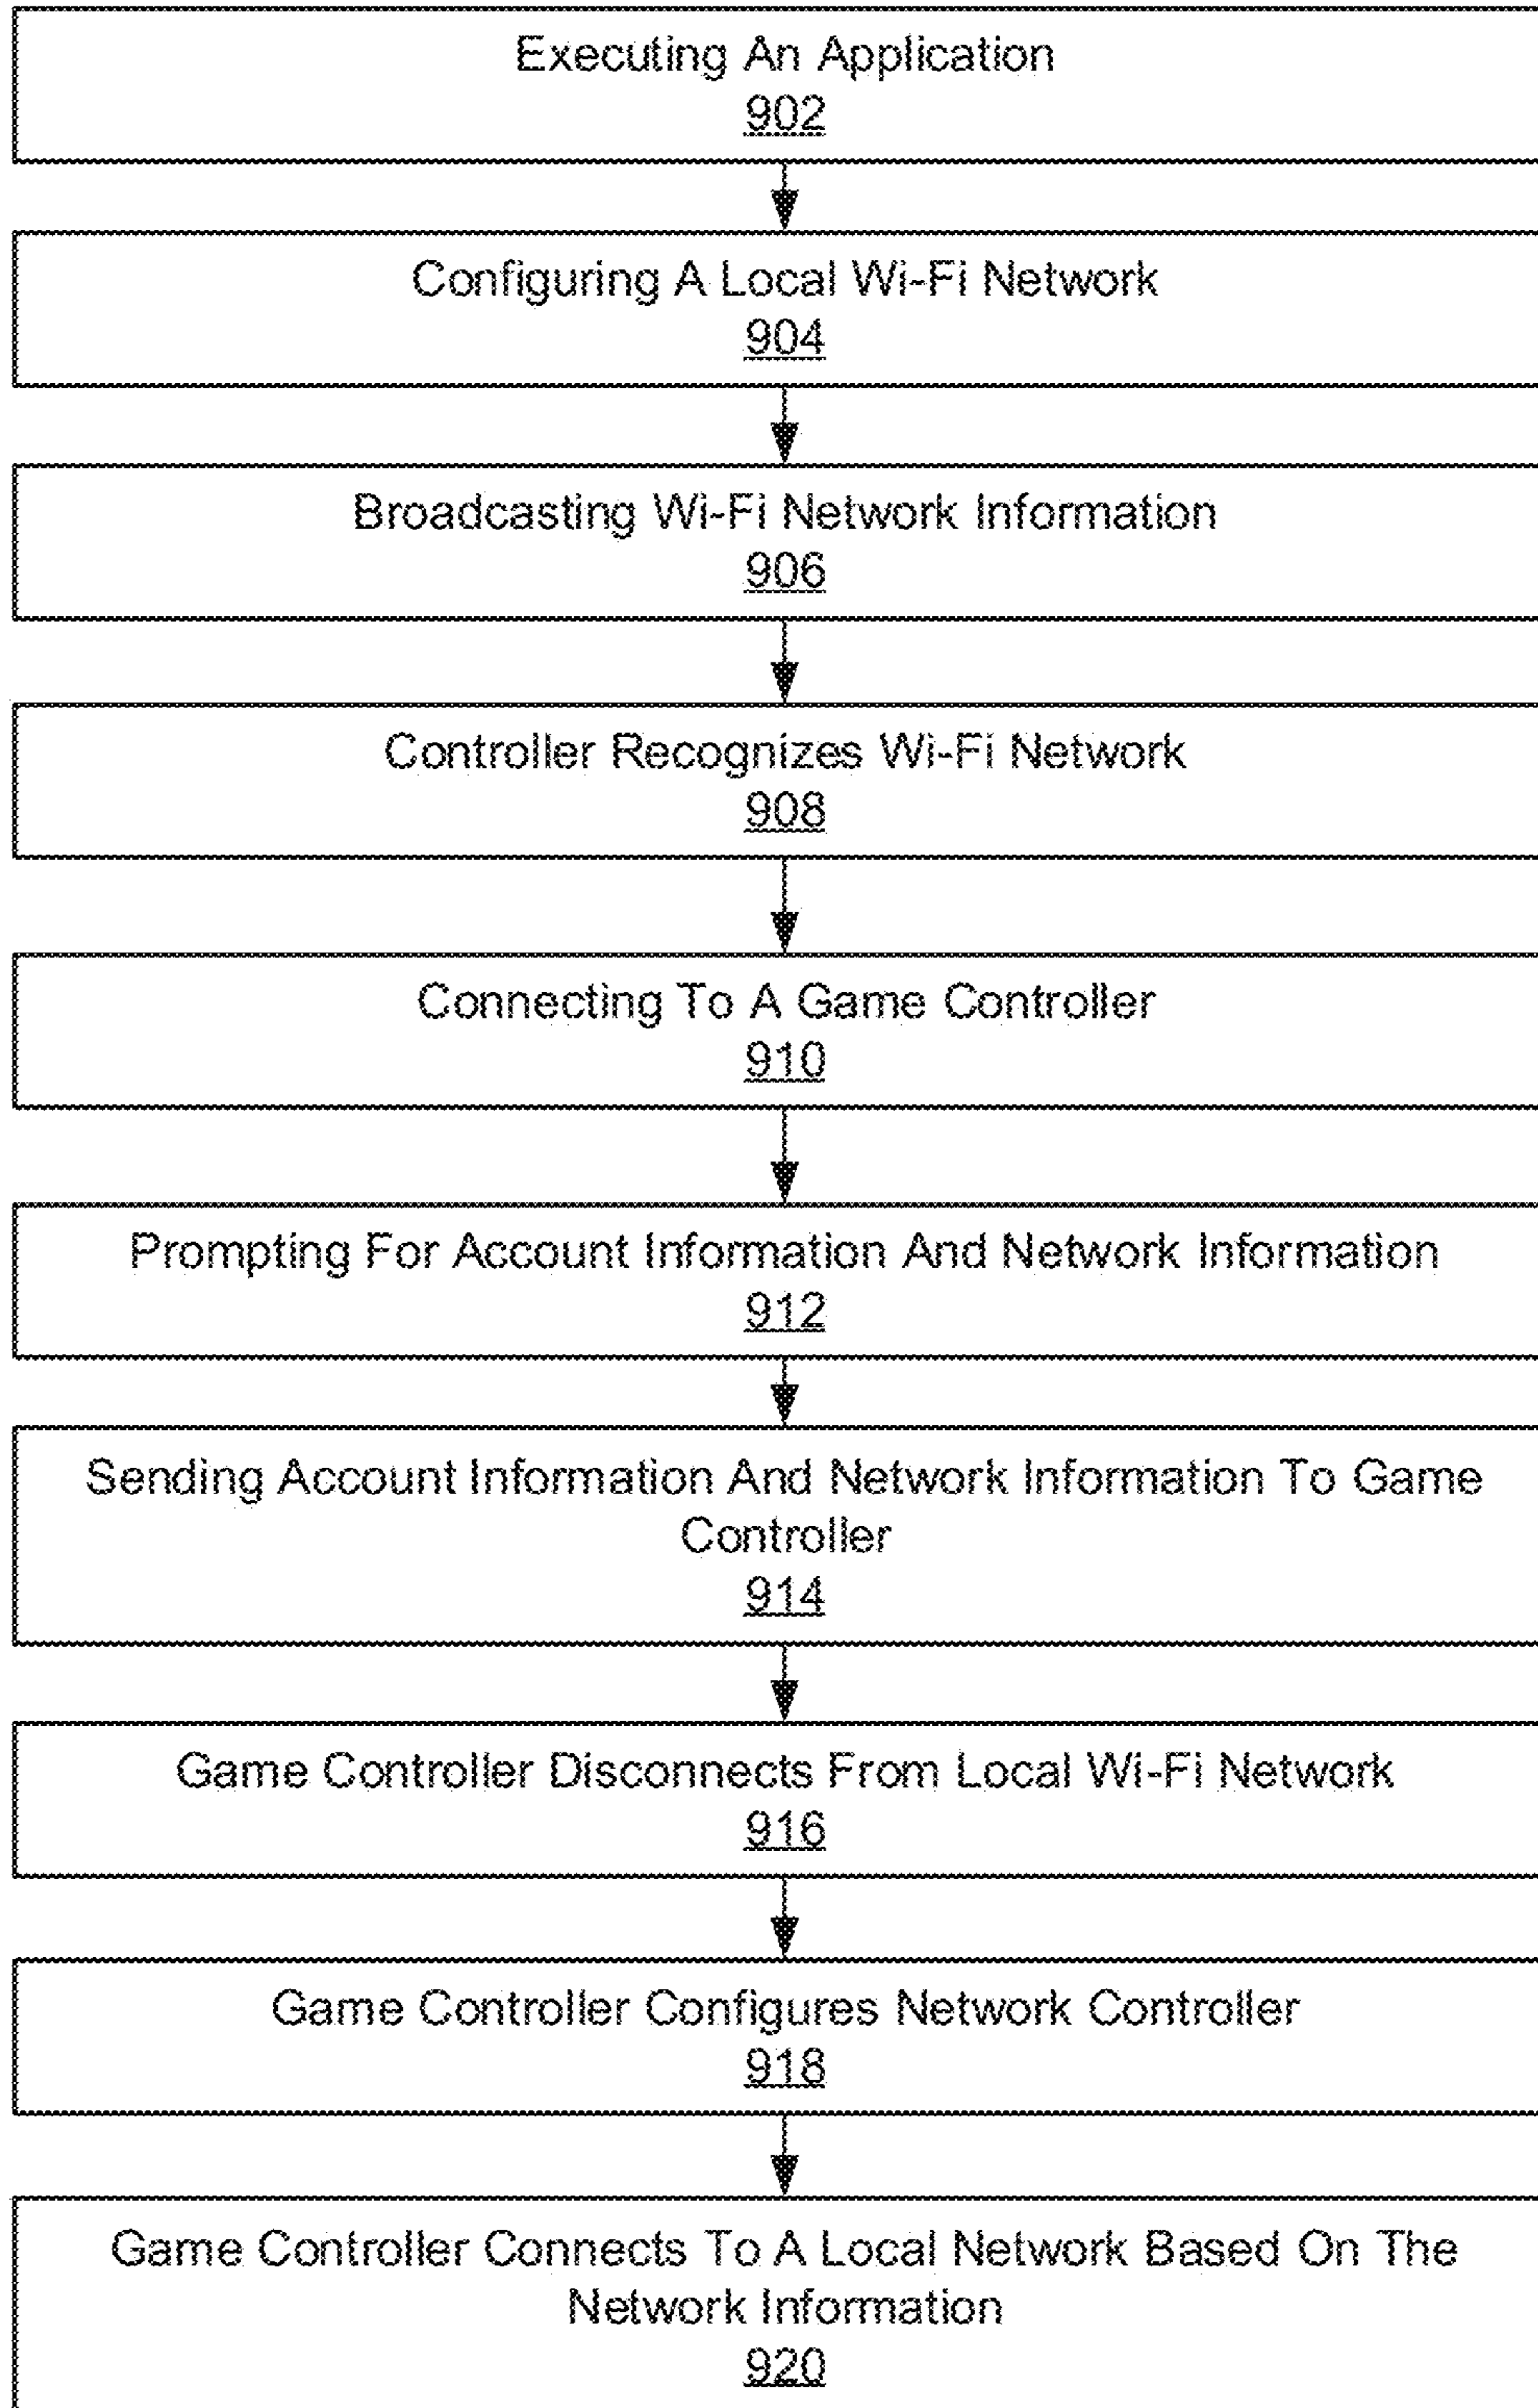 Executing An Application
902
Configuring A Local Wi-Fi Network
904
Broadcasting Wi-Fi Network Information
906
Controller Recognizes Wi-Fi Network
908
Connecting To A Game Controller
910
Prompting For Account Information And Network Information
912
Sending Account Information And Network Information To Game
Controller
914
Game Controller Disconnects From Local Wi-Fi Network
916
Game Controller Configures Network Controller
918
Game Controller Connects To A Local Network Based On The
Network Information
920